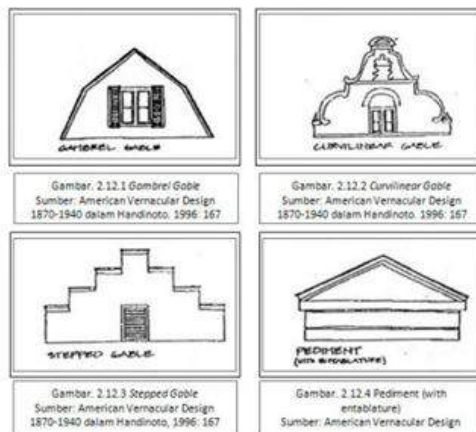 GAMBREL GABLE
CURVILINEAR GABLE
Gambar. 2.12.1 Gambrel Gable
Sumber: American Vernacular Design
1870-1940 dalam Handinoto. 1996: 167
Gambar. 2.12.2 Curvilinear Gable
Sumber: American Vernacular Design
1870-1940 dalam Handinoto. 1996: 167
STEPPED GABLE
PEDIMENT
(WITH ENTABLATURE)
Gambar. 2.12.3 Stepped Gable
Sumber: American Vernacular Design
1870-1940 dalam Handinoto, 1996: 167
Gambar. 2.12.4 Pediment (with
entablature)
Sumber: American Vernacular Design